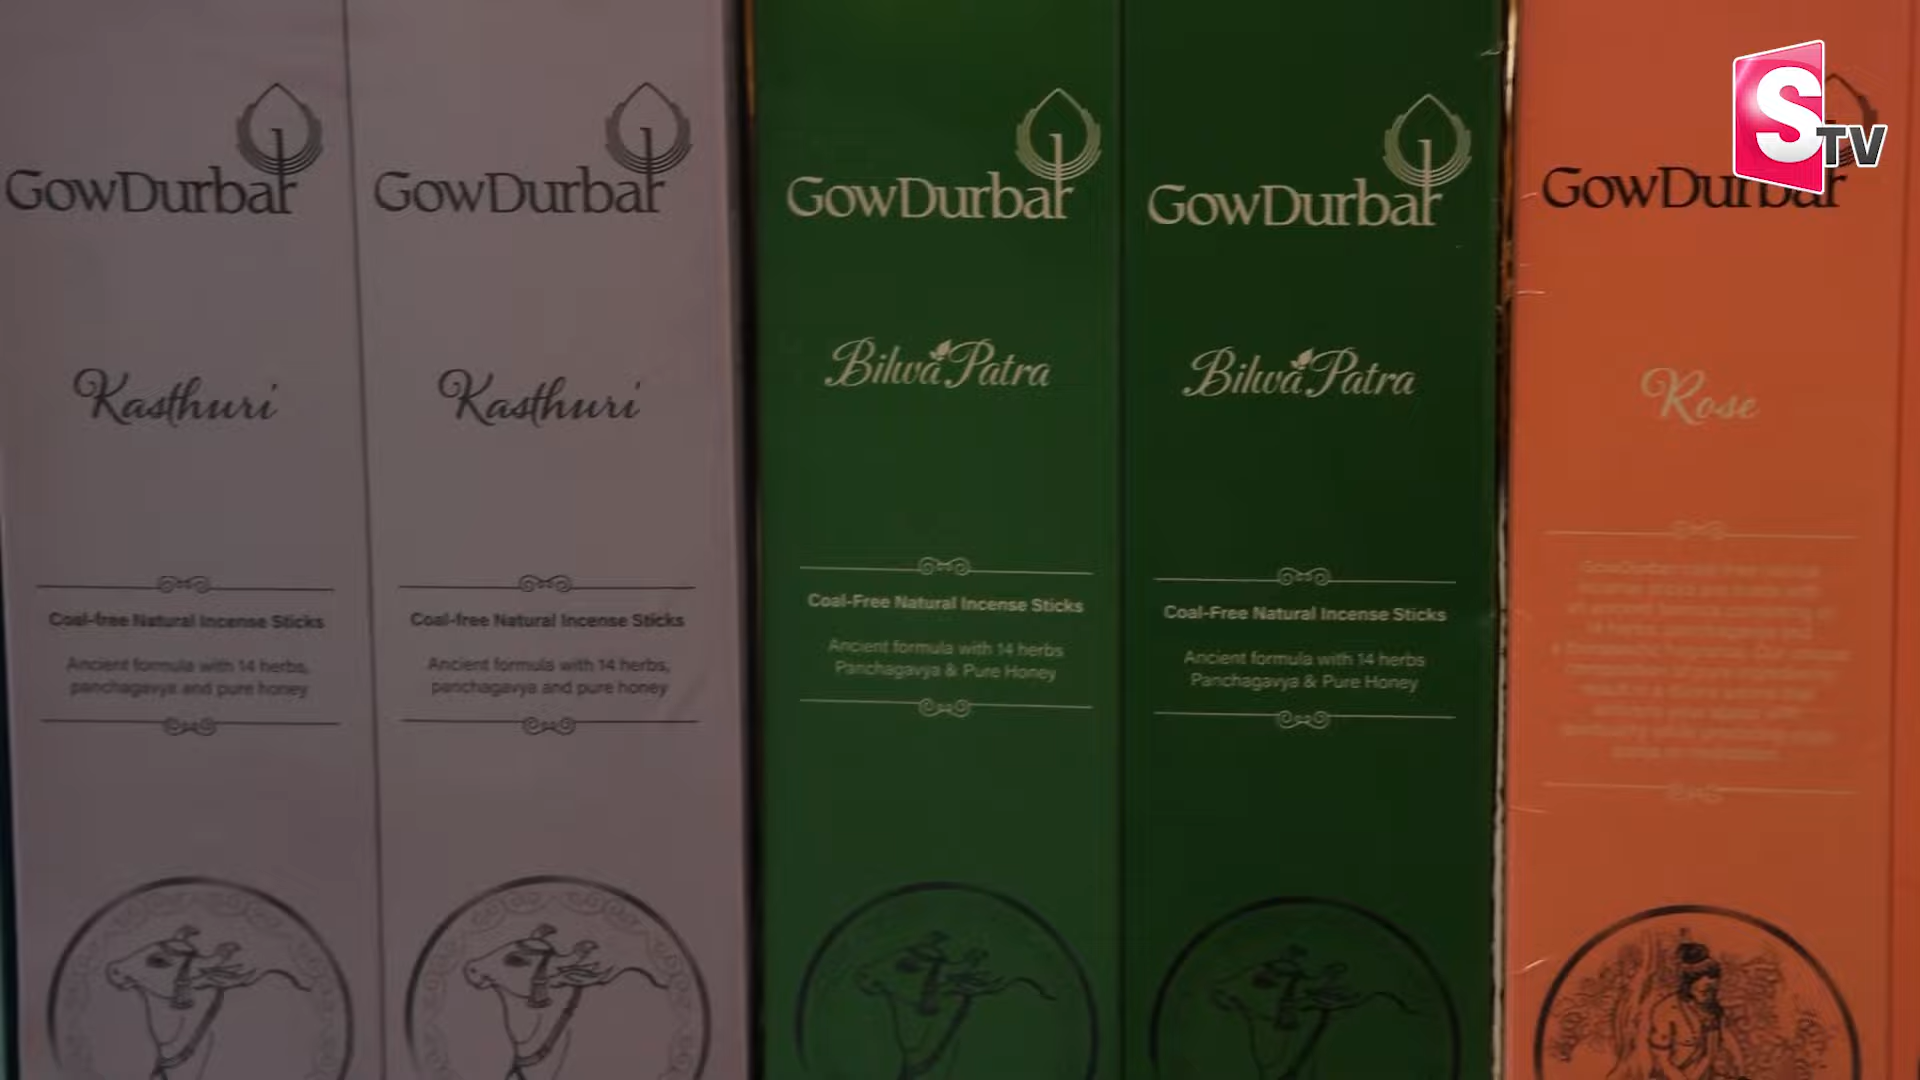 GowDurbar
Kasthuri
Coal-free Natural Incense Sticks
Ancient formula with 14 herbs,
panchagavya and pure honey
GowDurbar
Kasthuri
Coal-free Natural Incense Sticks
Ancient formula with 14 herbs,
panchagavya and pure honey
GowDurbar
Bilwa Patra
Coal-Free Natural Incense Sticks
Ancient formula with 14 herbs
Panchagavya & Pure Honey
GowDurbar
Bilwa Patra
Coal-Free Natural Incense Sticks
Ancient formula with 14 herbs
Panchagavya & Pure Honey
GowDurbar
Rose
STV